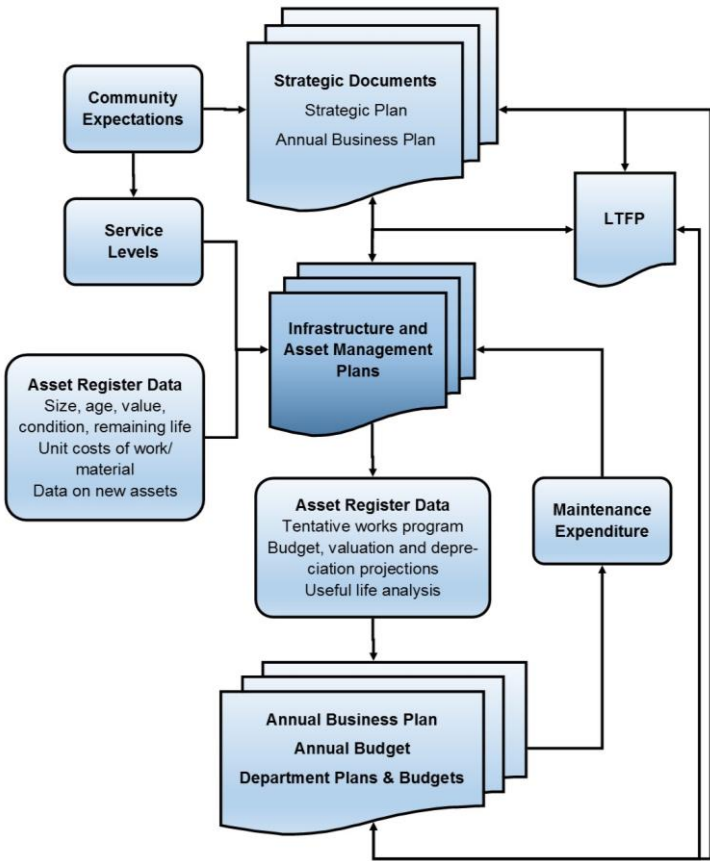 Strategic Documents
Strategic Plan
Annual Business Plan
Community
Expectations
Service
Levels
LTFP
Infrastructure and
Asset Management
Plans
Asset Register Data
Size, age, value,
condition, remaining life
Unit costs of work/
material
Data on new assets
Asset Register Data
Tentative works program
Budget, valuation and depre-
ciation projections
Useful life analysis
Maintenance
Expenditure
Annual Business Plan
Annual Budget
Department Plans & Budgets